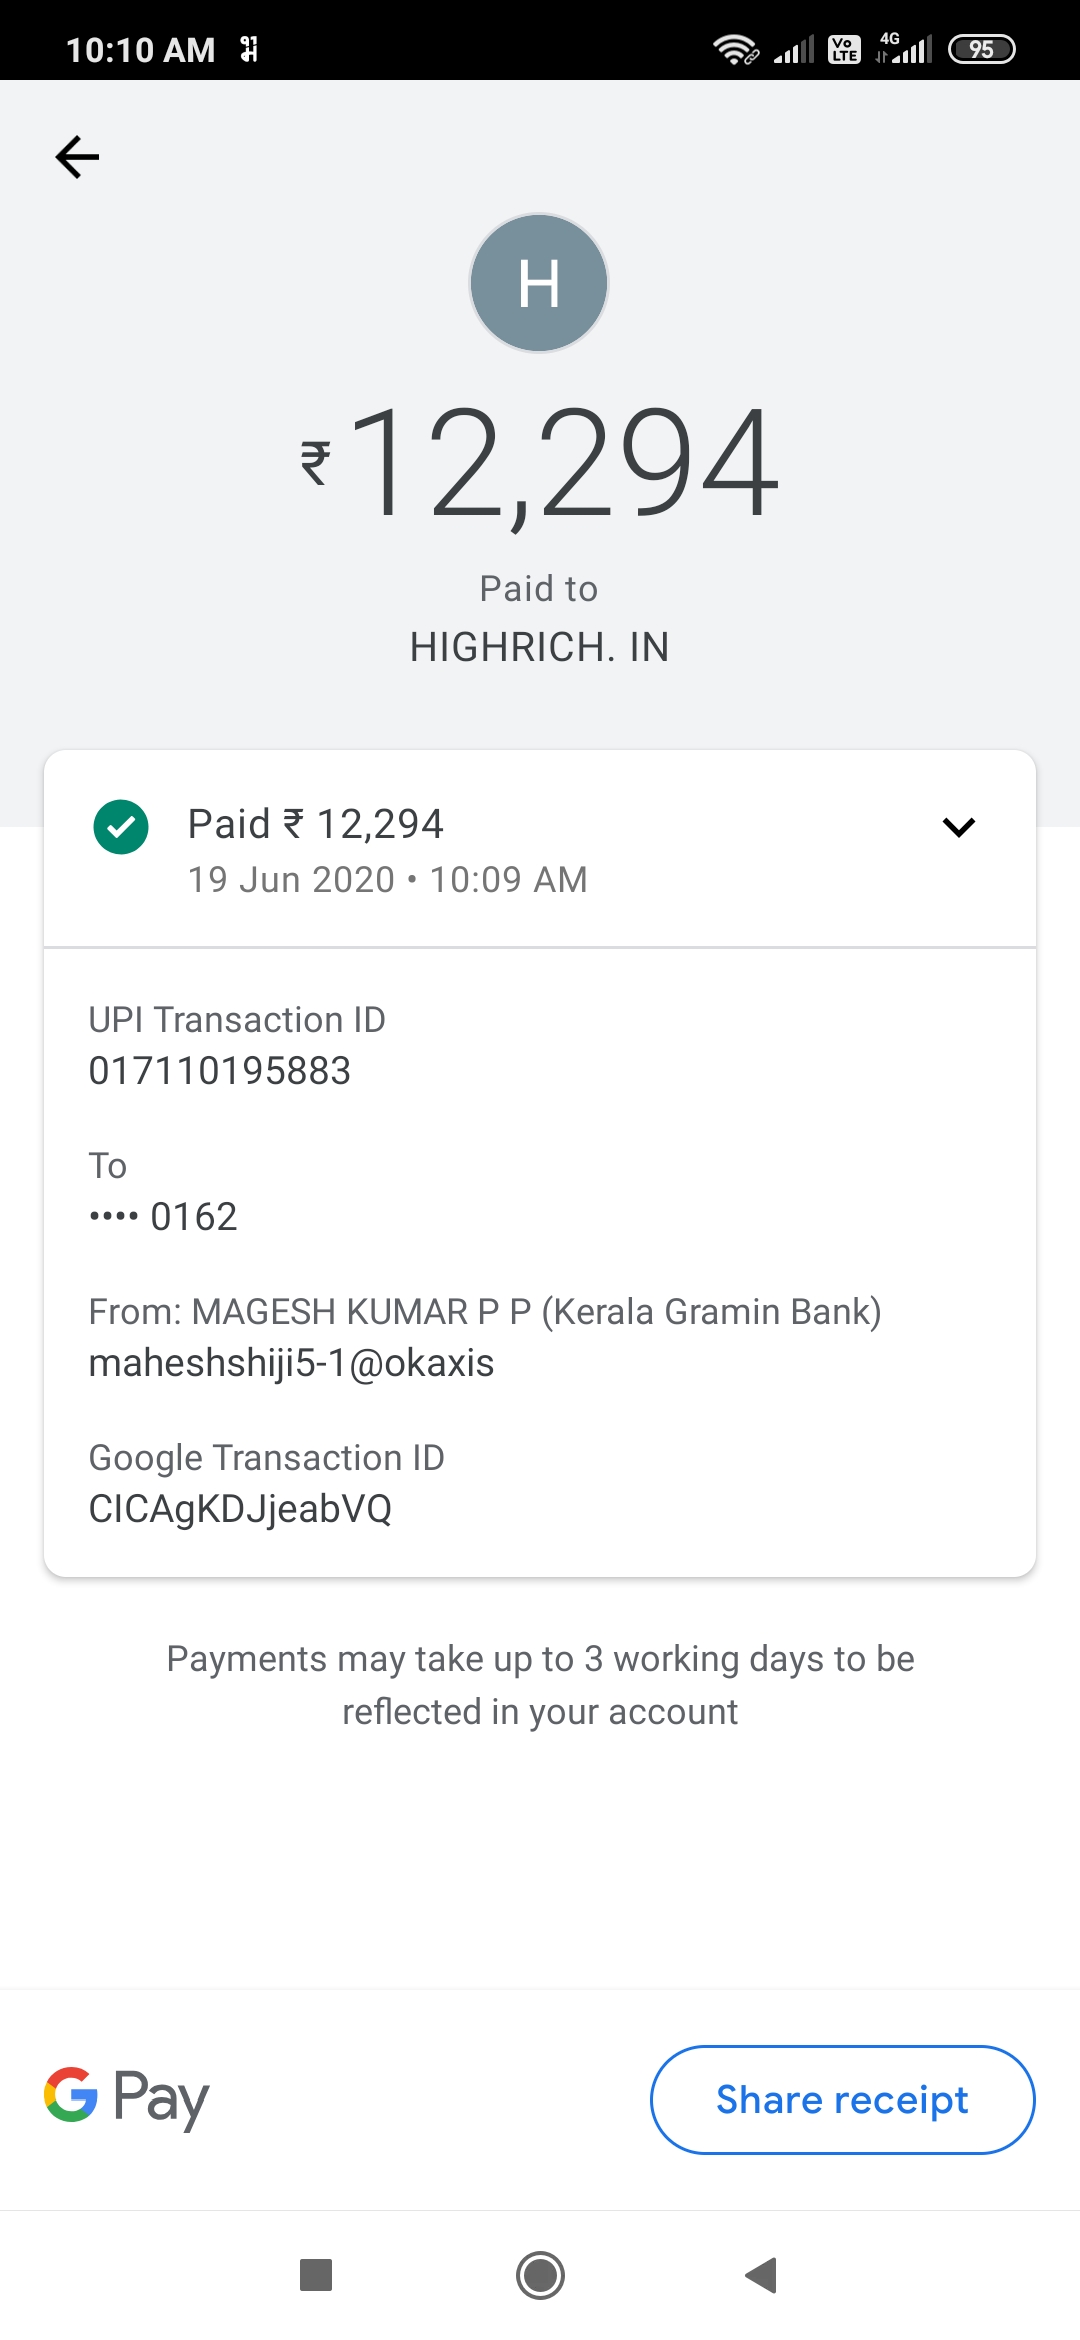 10:10 AM
Vo LTE 4G 95
H
₹12,294
Paid to
HIGHRICH. IN
Paid ₹ 12,294
19 Jun 2020 • 10:09 AM
UPI Transaction ID
017110195883
To
•••• 0162
From: MAGESH KUMAR P P (Kerala Gramin Bank)
maheshshiji5-1@okaxis
Google Transaction ID
CICAgKDJjeabVQ
Payments may take up to 3 working days to be
reflected in your account
G Pay
Share receipt